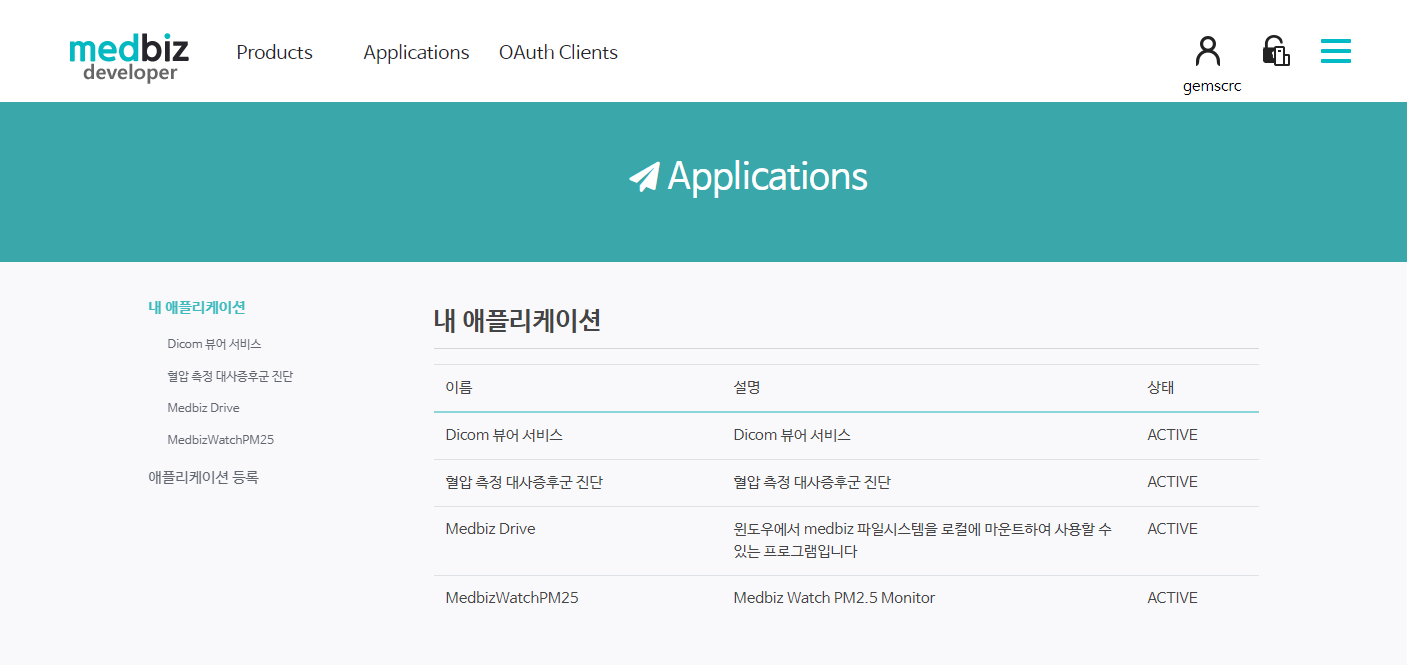 medbiz
developer
Products
Applications
OAuth Clients
gemscrc
Applications
내 애플리케이션
Dicom 뷰어 서비스
혈압 측정 대사증후군 진단
Medbiz Drive
MedbizWatchPM25
애플리케이션 등록
내 애플리케이션
이름 설명 상태
Dicom 뷰어 서비스 Dicom 뷰어 서비스 ACTIVE
혈압 측정 대사증후군 진단 혈압 측정 대사증후군 진단 ACTIVE
Medbiz Drive 윈도우에서 medbiz 파일시스템을 로컬에 마운트하여 사용할 수 ACTIVE
있는 프로그램입니다
MedbizWatchPM25 Medbiz Watch PM2.5 Monitor ACTIVE